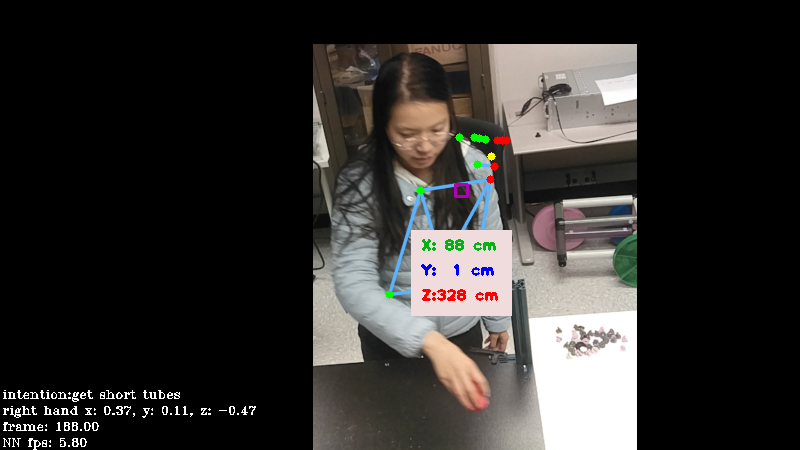 FANUC
X: 88 cm
Y: 1 cm
Z:328 cm
intention:get short tubes
right hand x: 0.37, y: 0.11, z: -0.47
frame: 188.00
NN fps: 5.80